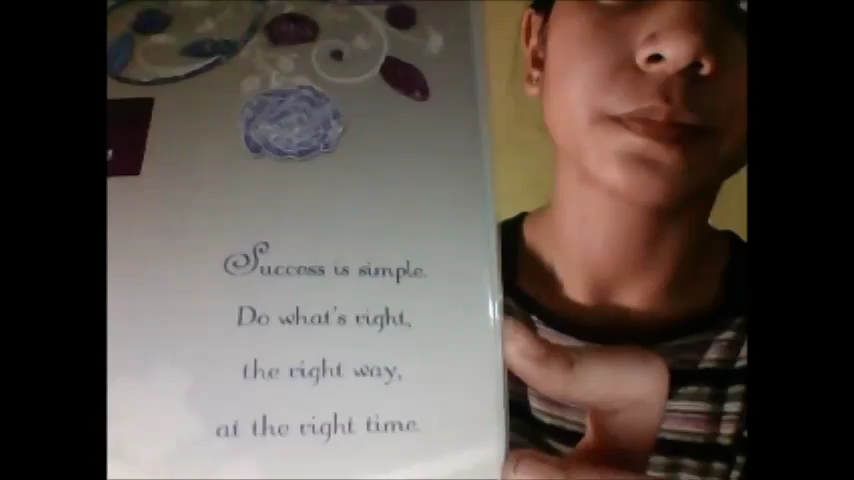 Success is simple.
Do what's right,
the right way,
at the right time.